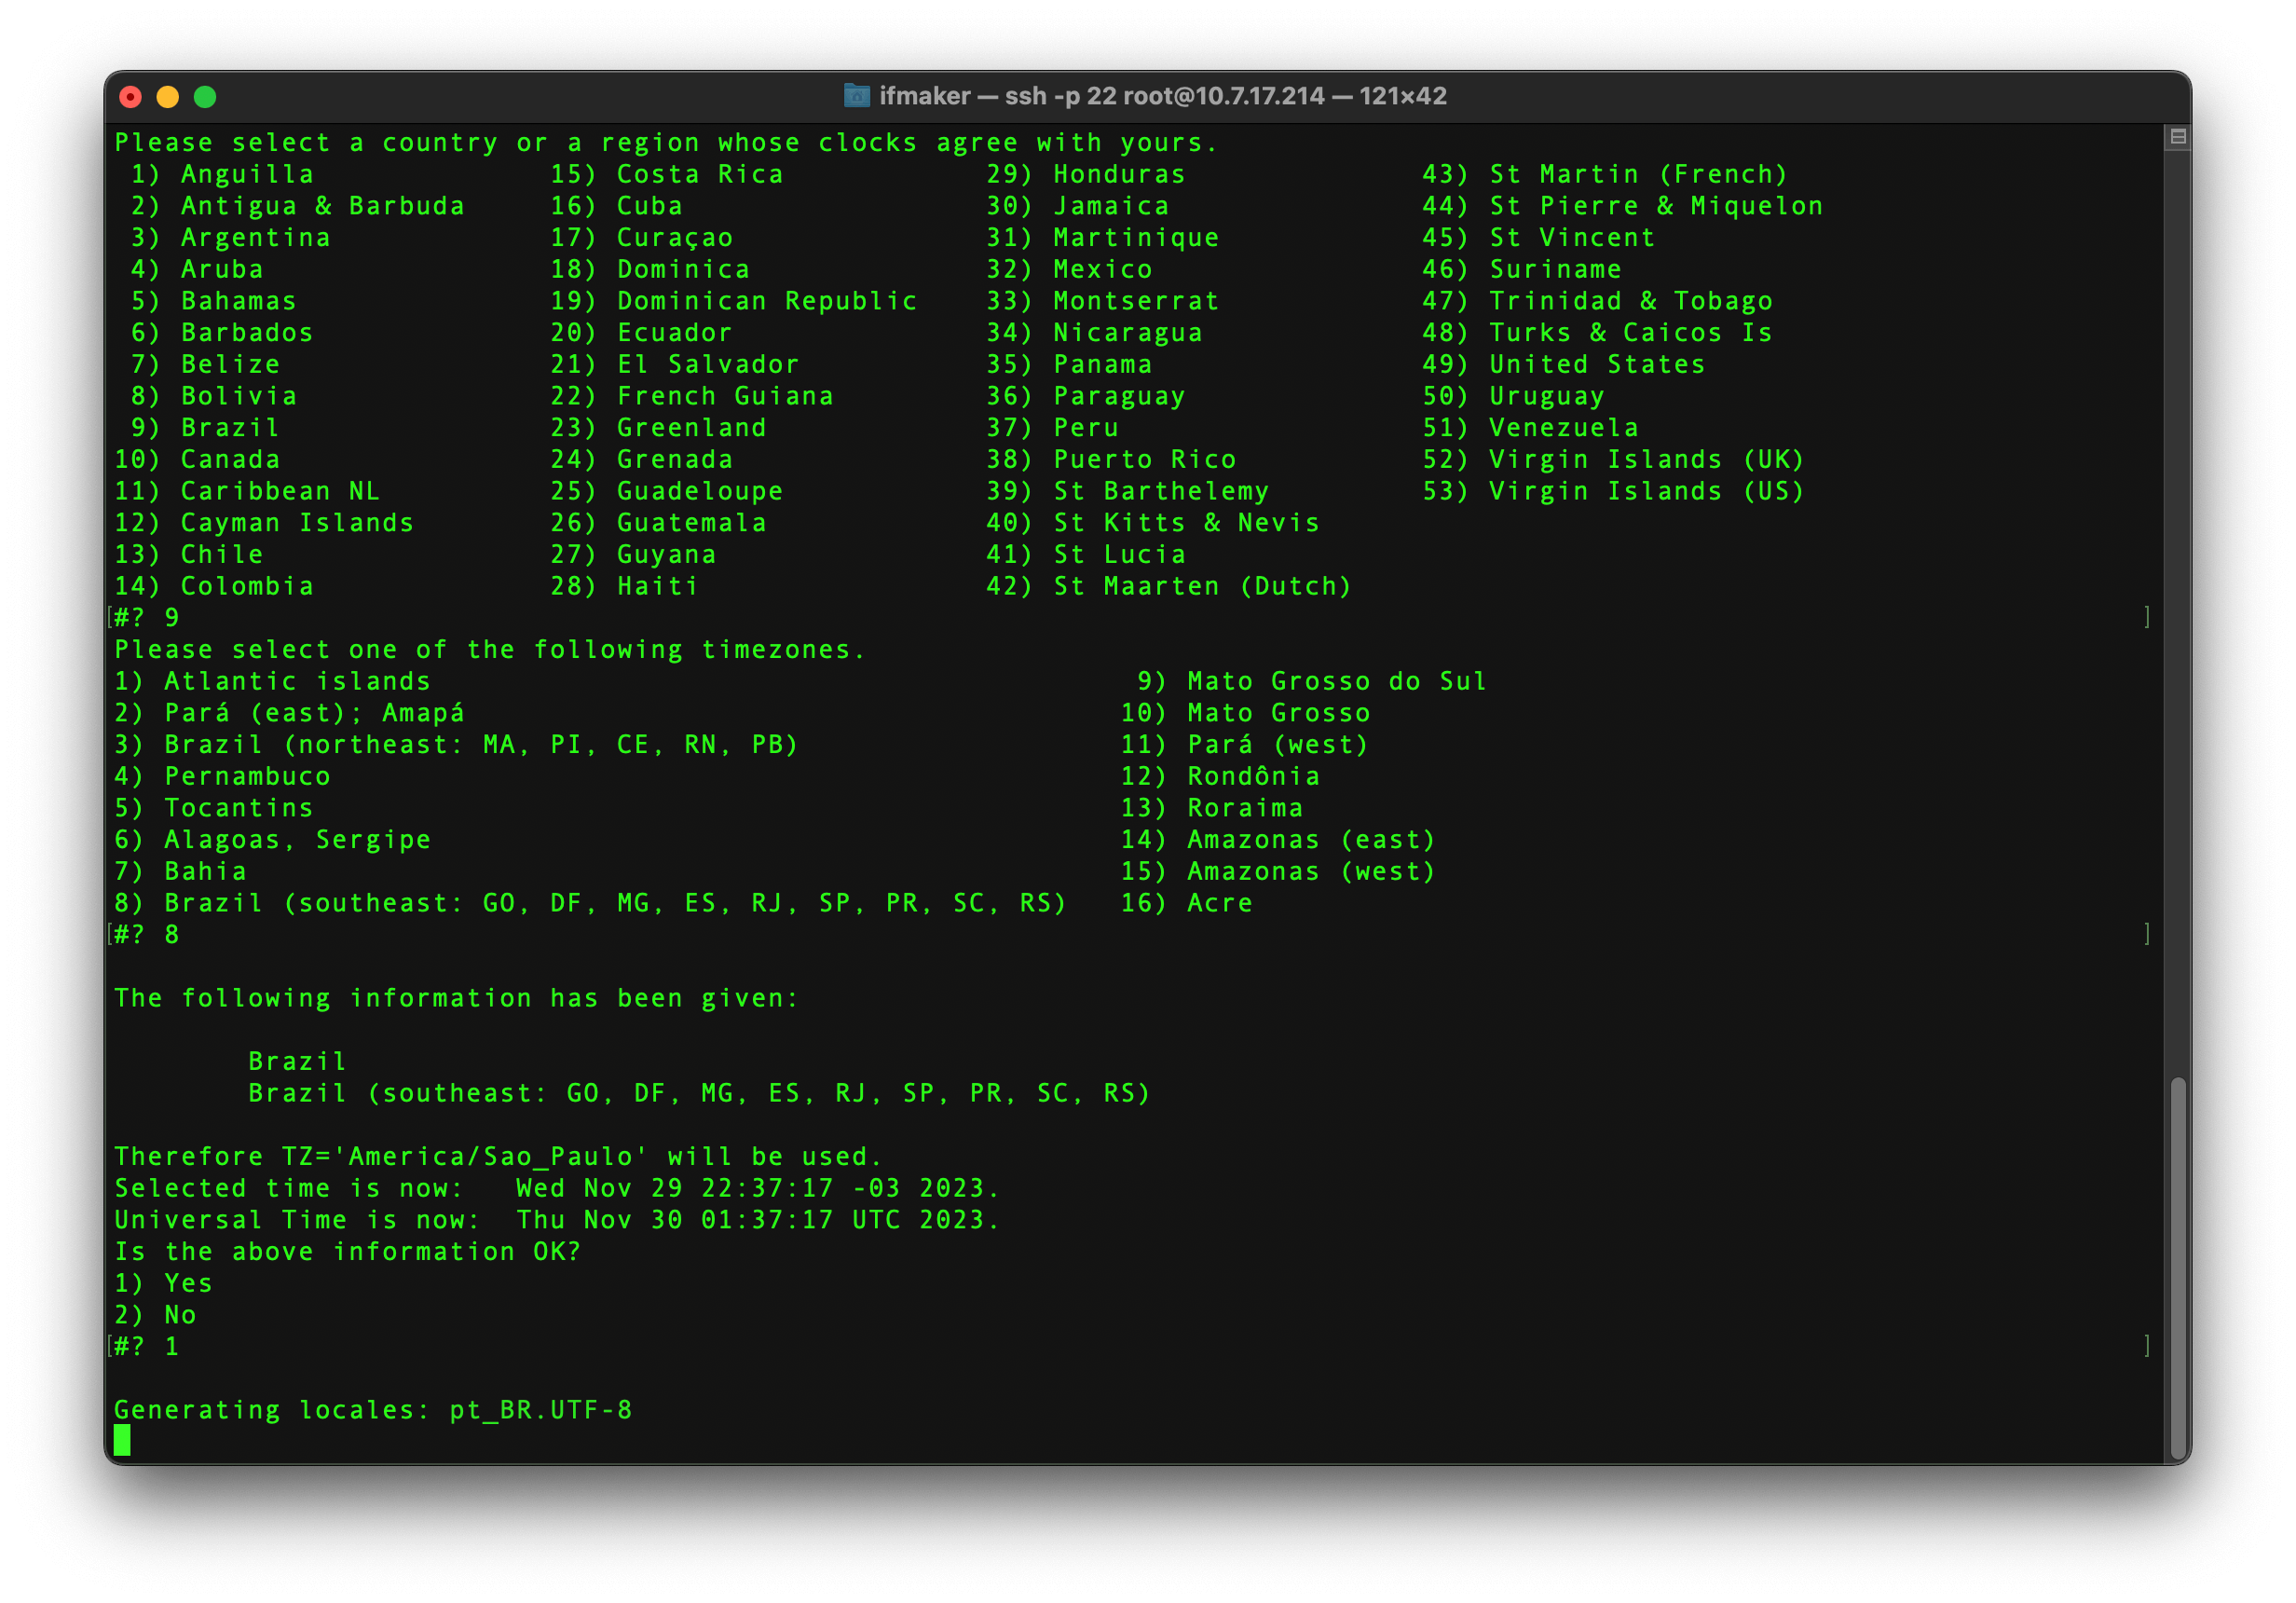 ifmaker — ssh -p 22 root@10.7.17.214 — 121×42
Please select a country or a region whose clocks agree with yours.
 1) Anguilla              15) Costa Rica            29) Honduras              43) St Martin (French)
 2) Antigua & Barbuda     16) Cuba                  30) Jamaica               44) St Pierre & Miquelon
 3) Argentina             17) Curaçao               31) Martinique            45) St Vincent
 4) Aruba                 18) Dominica              32) Mexico                46) Suriname
 5) Bahamas               19) Dominican Republic    33) Montserrat            47) Trinidad & Tobago
 6) Barbados              20) Ecuador               34) Nicaragua             48) Turks & Caicos Is
 7) Belize                21) El Salvador           35) Panama                49) United States
 8) Bolivia               22) French Guiana         36) Paraguay              50) Uruguay
 9) Brazil                23) Greenland             37) Peru                  51) Venezuela
10) Canada                24) Grenada               38) Puerto Rico           52) Virgin Islands (UK)
11) Caribbean NL          25) Guadeloupe            39) St Barthelemy         53) Virgin Islands (US)
12) Cayman Islands        26) Guatemala             40) St Kitts & Nevis
13) Chile                 27) Guyana                41) St Lucia
14) Colombia              28) Haiti                 42) St Maarten (Dutch)
[#? 9 ]
Please select one of the following timezones.
1) Atlantic islands                                          9) Mato Grosso do Sul
2) Pará (east); Amapá                                       10) Mato Grosso
3) Brazil (northeast: MA, PI, CE, RN, PB)                   11) Pará (west)
4) Pernambuco                                               12) Rondônia
5) Tocantins                                                13) Roraima
6) Alagoas, Sergipe                                         14) Amazonas (east)
7) Bahia                                                    15) Amazonas (west)
8) Brazil (southeast: GO, DF, MG, ES, RJ, SP, PR, SC, RS)   16) Acre
[#? 8 ]
The following information has been given:
Brazil
Brazil (southeast: GO, DF, MG, ES, RJ, SP, PR, SC, RS)
Therefore TZ='America/Sao_Paulo' will be used.
Selected time is now:   Wed Nov 29 22:37:17 -03 2023.
Universal Time is now:  Thu Nov 30 01:37:17 UTC 2023.
Is the above information OK?
1) Yes
2) No
[#? 1 ]
Generating locales: pt_BR.UTF-8